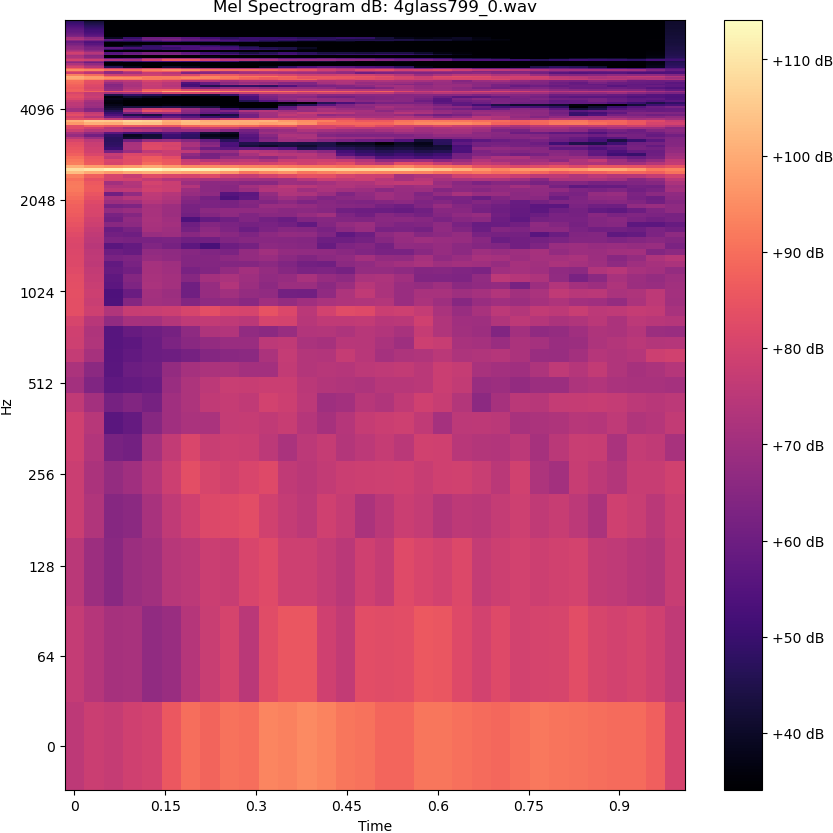 Mel Spectrogram dB: 4glass799_0.wav
4096
2048
1024
512
256
128
64
0
Hz
0 0.15 0.3 0.45 0.6 0.75 0.9
Time
+110 dB
+100 dB
+90 dB
+80 dB
+70 dB
+60 dB
+50 dB
+40 dB